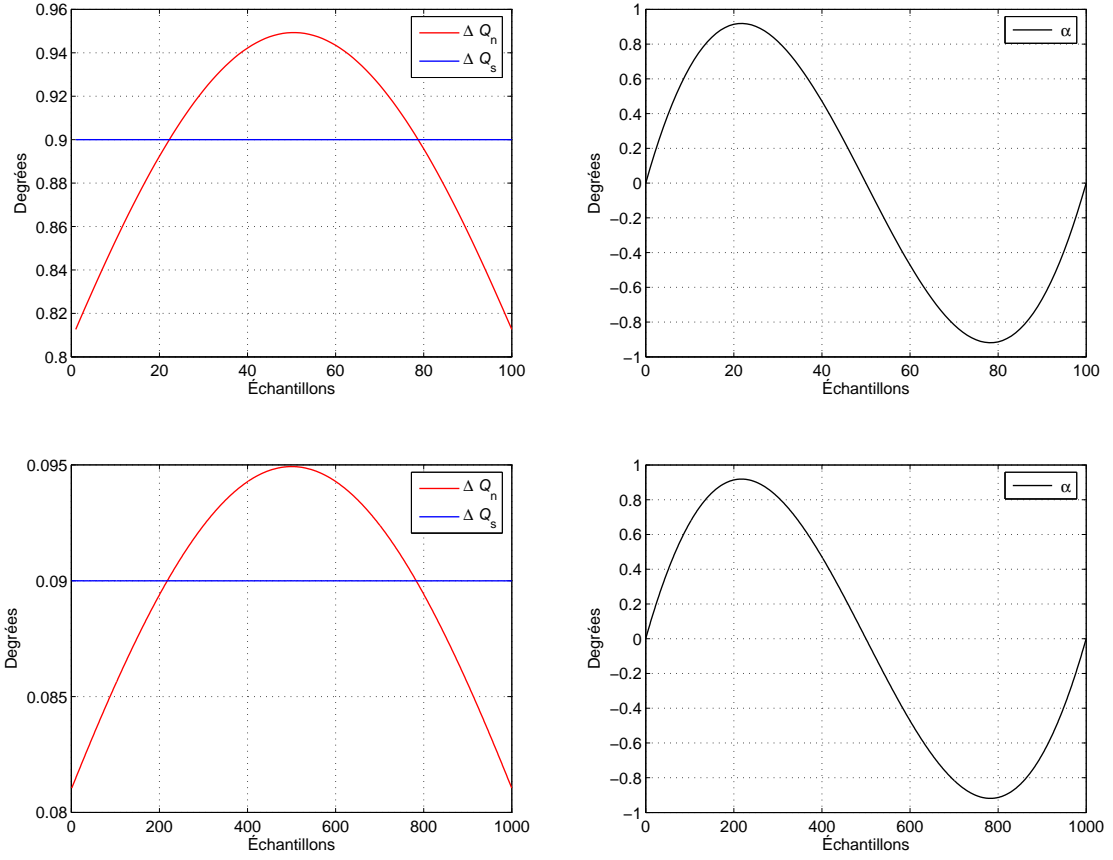 0.96
0.94
0.92
0.9
0.88
0.86
0.84
0.82
0.8
Degrées
0 20 40 60 80 100
Échantillons
Δ Qn
Δ Qs
1
0.8
0.6
0.4
0.2
0
−0.2
−0.4
−0.6
−0.8
−1
Degrées
0 20 40 60 80 100
Échantillons
α
0.095
0.09
0.085
0.08
Degrées
0 200 400 600 800 1000
Échantillons
Δ Qn
Δ Qs
1
0.8
0.6
0.4
0.2
0
−0.2
−0.4
−0.6
−0.8
−1
Degrées
0 200 400 600 800 1000
Échantillons
α